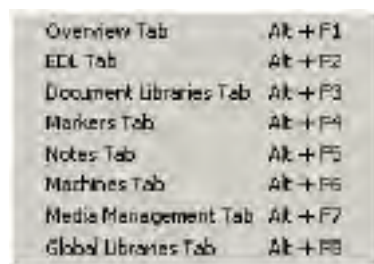 Overview Tab Alt + F1
EDL Tab Alt + F2
Document Libraries Tab Alt + F3
Markers Tab Alt + F4
Notes Tab Alt + F5
Machines Tab Alt + F6
Media Management Tab Alt + F7
Global Libraries Tab Alt + F8